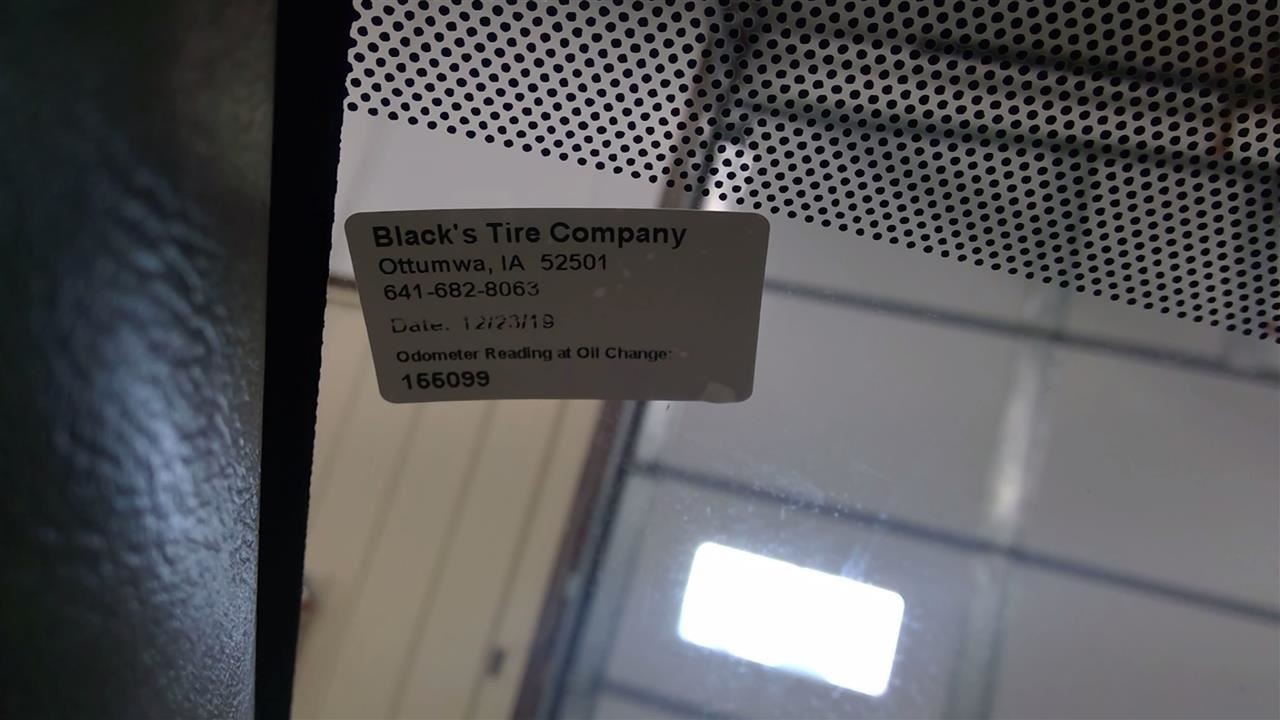 Black's Tire Company
Ottumwa, IA 52501
641-682-8063
Date: 12/23/19
Odometer Reading at Oil Change:
155099